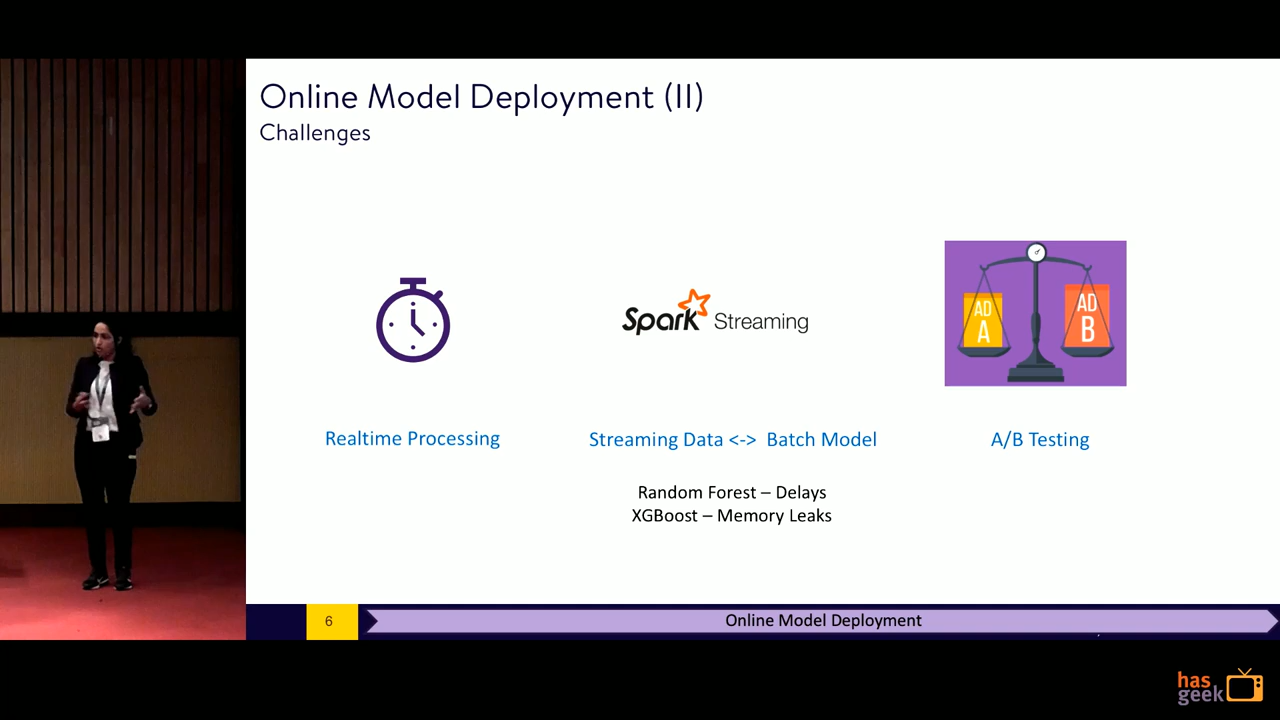 Online Model Deployment (II)
Challenges
Spark Streaming
AD
A
AD
B
Realtime Processing
Streaming Data <-> Batch Model
A/B Testing
Random Forest – Delays
XGBoost – Memory Leaks
6
Online Model Deployment
has
geek